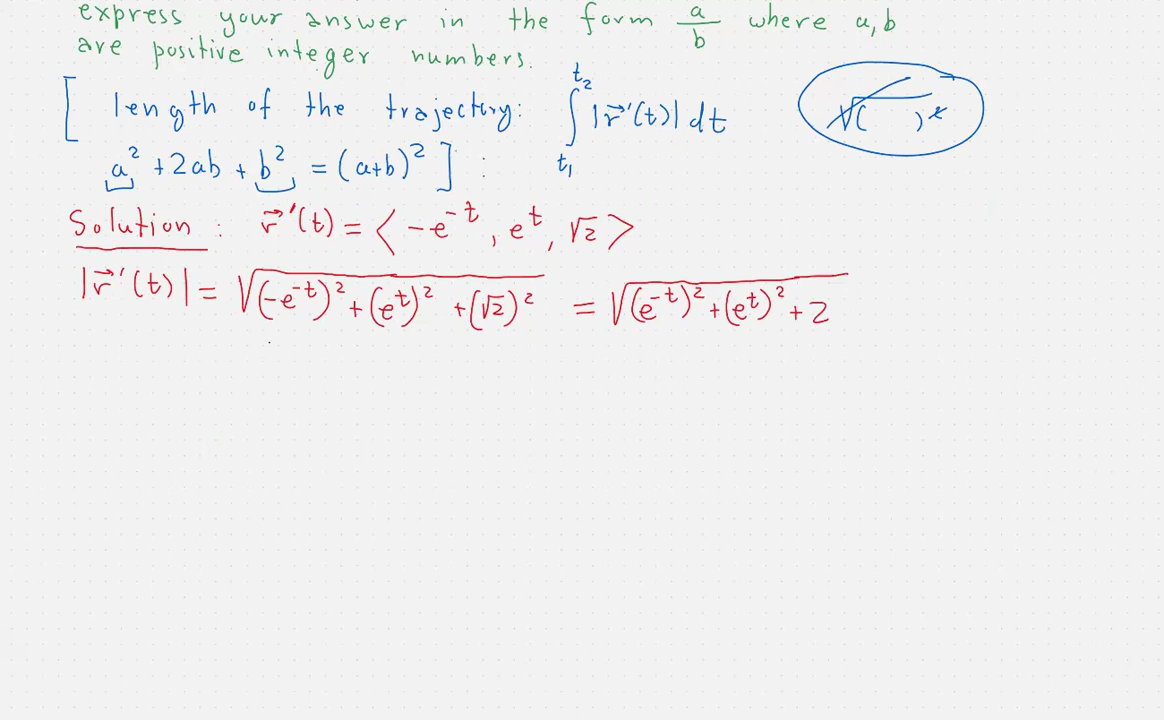 express your answer in the form a/b where a,b
are positive integer numbers.
[ length of the trajectory: ∫_{t₁}^{t₂} |r⃗'(t)| dt √( )²
a² + 2ab + b² = (a+b)² ] :
Solution : r⃗'(t) = ⟨ -e^{-t}, e^{t}, √2 ⟩
|r⃗'(t)| = √((-e^{-t})² + (e^{t})² + (√2)²) = √((e^{-t})² + (e^{t})² + 2)